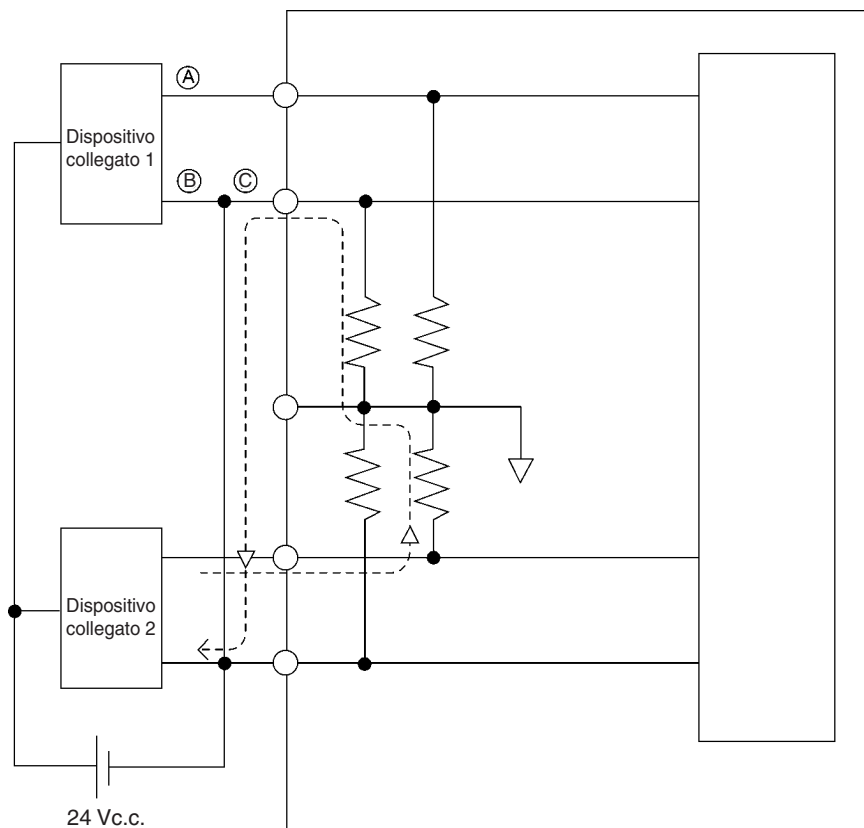 A
Dispositivo
collegato 1
B C
Dispositivo
collegato 2
24 Vc.c.